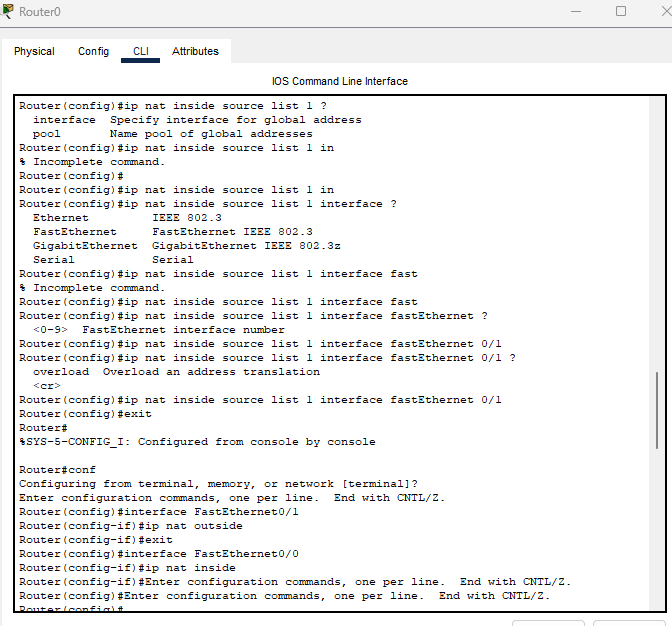 Router0
Physical Config CLI Attributes
IOS Command Line Interface
Router(config)#ip nat inside source list 1 ?
  interface  Specify interface for global address
  pool       Name pool of global addresses
Router(config)#ip nat inside source list 1 in
% Incomplete command.
Router(config)#
Router(config)#ip nat inside source list 1 in
Router(config)#ip nat inside source list 1 interface ?
  Ethernet         IEEE 802.3
  FastEthernet     FastEthernet IEEE 802.3
  GigabitEthernet  GigabitEthernet IEEE 802.3z
  Serial           Serial
Router(config)#ip nat inside source list 1 interface fast
% Incomplete command.
Router(config)#ip nat inside source list 1 interface fast
Router(config)#ip nat inside source list 1 interface fastEthernet ?
  <0-9>  FastEthernet interface number
Router(config)#ip nat inside source list 1 interface fastEthernet 0/1
Router(config)#ip nat inside source list 1 interface fastEthernet 0/1 ?
  overload  Overload an address translation
  <cr>
Router(config)#ip nat inside source list 1 interface fastEthernet 0/1
Router(config)#exit
Router#
%SYS-5-CONFIG_I: Configured from console by console
Router#conf
Configuring from terminal, memory, or network [terminal]?
Enter configuration commands, one per line.  End with CNTL/Z.
Router(config)#interface FastEthernet0/1
Router(config-if)#ip nat outside
Router(config-if)#exit
Router(config)#interface FastEthernet0/0
Router(config-if)#ip nat inside
Router(config-if)#Enter configuration commands, one per line.  End with CNTL/Z.
Router(config)#Enter configuration commands, one per line.  End with CNTL/Z.
Router(config)#